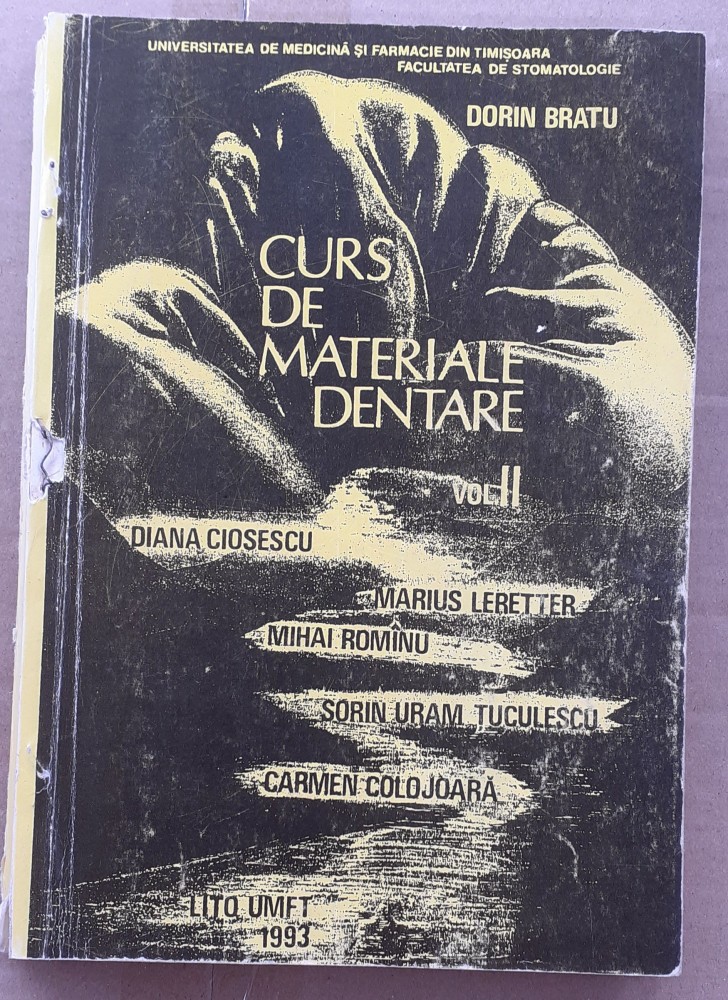 UNIVERSITATEA DE MEDICINĂ ȘI FARMACIE DIN TIMIȘOARA
FACULTATEA DE STOMATOLOGIE
DORIN BRATU
CURS
DE
MATERIALE
DENTARE
VOL II
DIANA CIOSESCU
MARIUS LERETTER
MIHAI ROMÎNU
SORIN URAM ȚUCULESCU
CARMEN COLOJOARĂ
LITO UMFT
1993